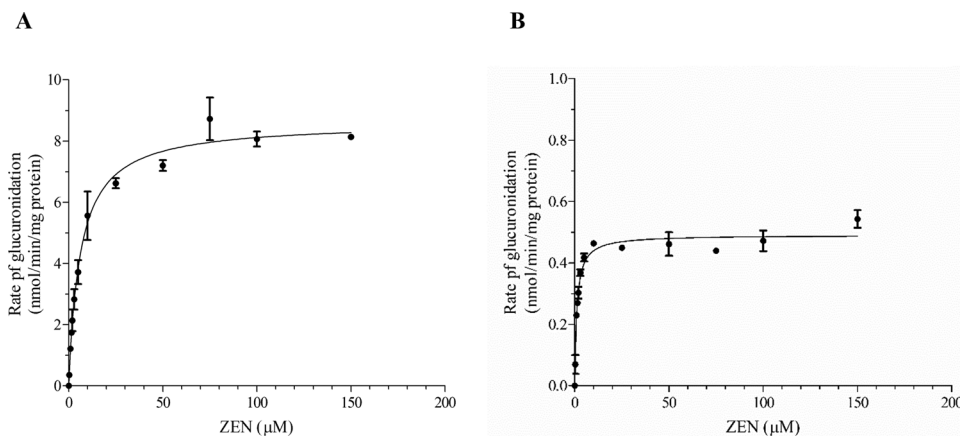 A
B
Rate pf glucuronidation
(nmol/min/mg protein)
10
8
6
4
2
0
0
50
100
150
200
ZEN (μM)
Rate pf glucuronidation
(nmol/min/mg protein)
1.0
0.8
0.6
0.4
0.2
0.0
0
50
100
150
200
ZEN (μM)